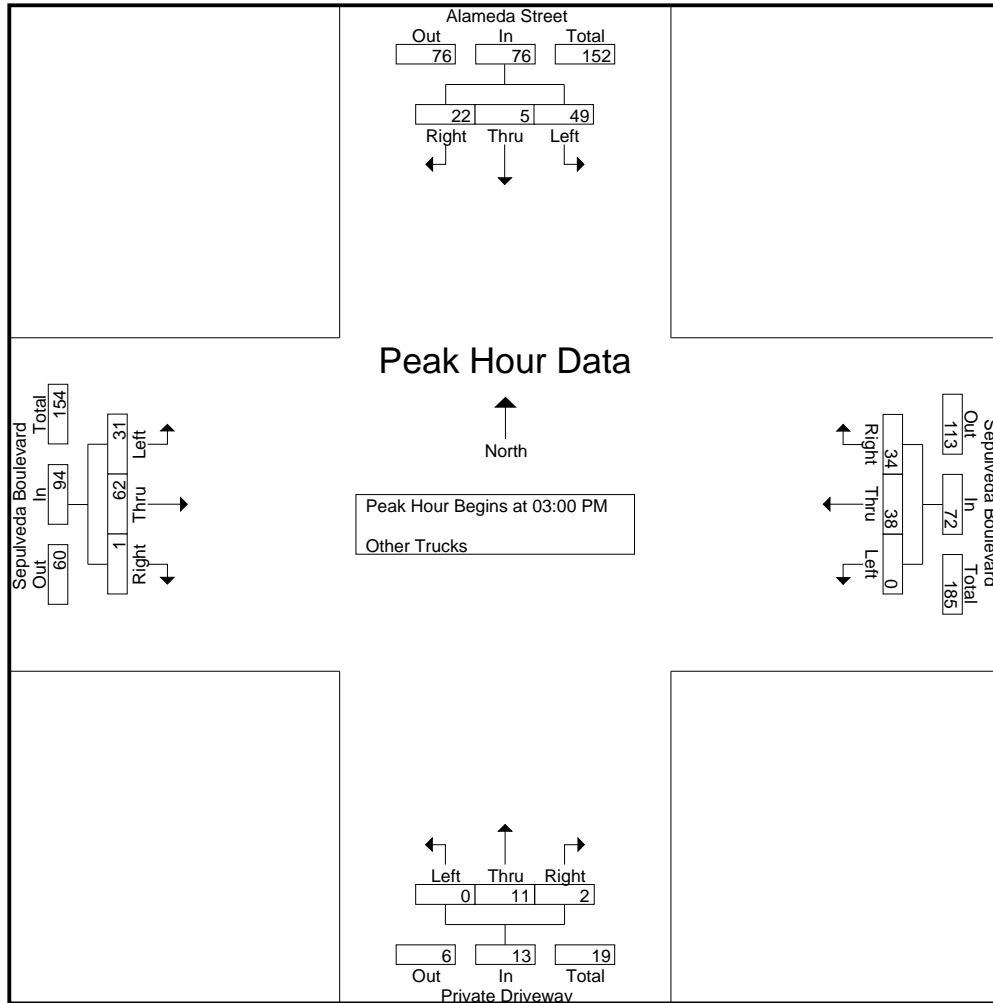 Alameda Street
Out In Total
76 76 152
22 5 49
Right Thru Left
Peak Hour Data
North
Peak Hour Begins at 03:00 PM
Other Trucks
Sepulveda Boulevard
Total In Out
154 94 60
31 62 1
Left Thru Right
Sepulveda Boulevard
Out In Total
113 72 185
34 38 0
Right Thru Left
Left Thru Right
0 11 2
6 13 19
Out In Total
Private Driveway